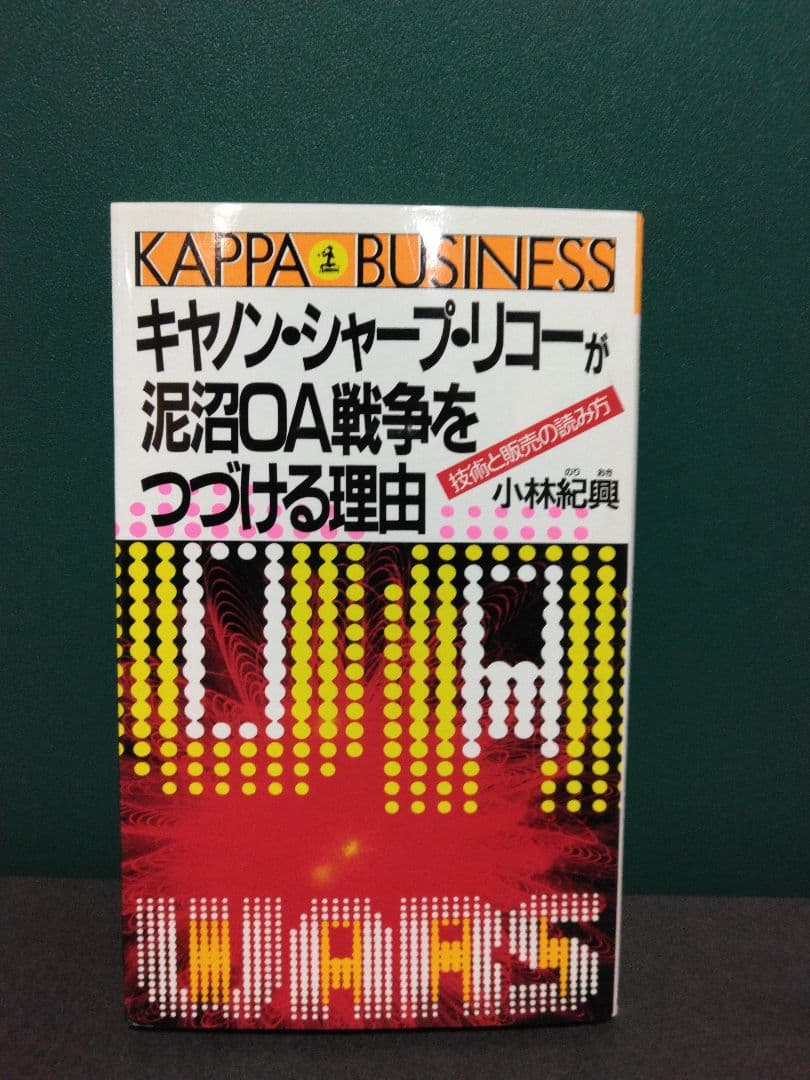 KAPPA BUSINESS
キヤノン・シャープ・リコーが
泥沼OA戦争を
つづける理由
技術と販売の読み方
のり おき
小林紀興
OA
WARS